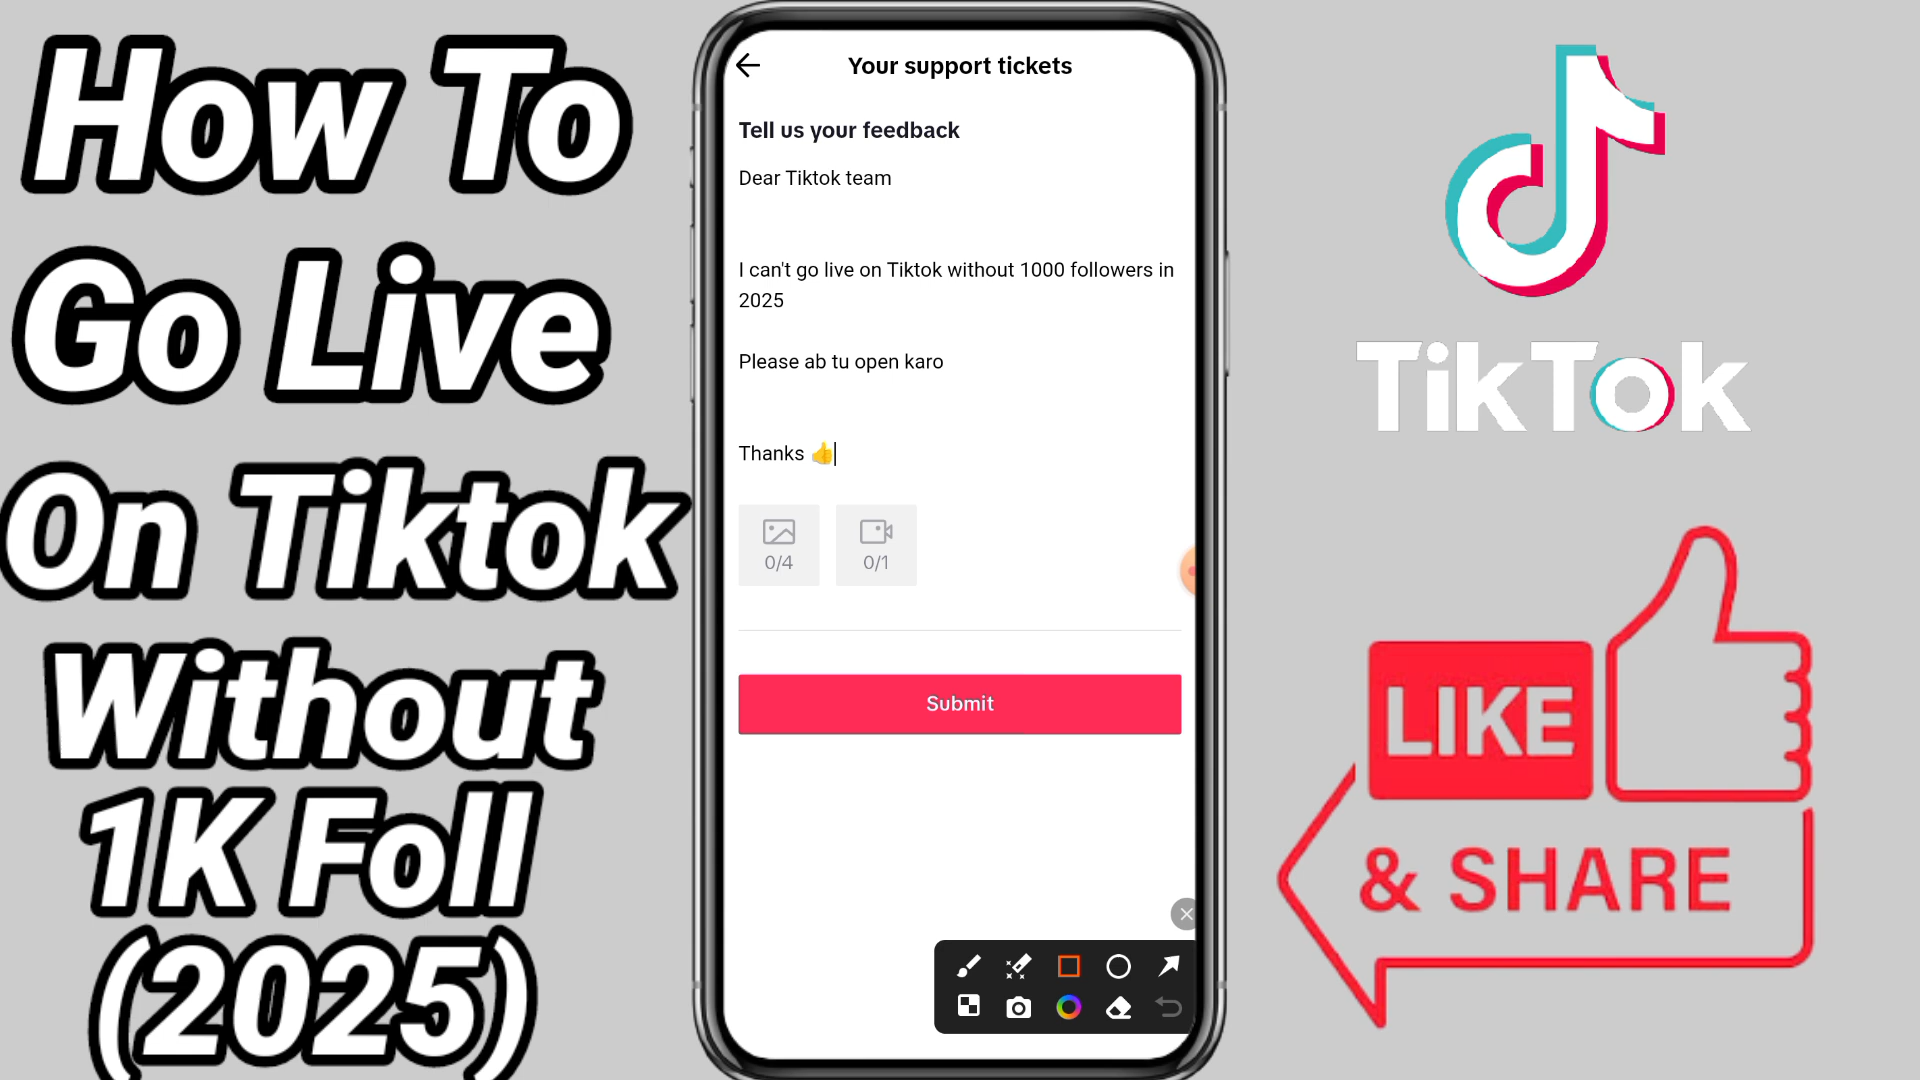 How To
Go Live
On Tiktok
Without
1K Foll
(2025)
Your support tickets
Tell us your feedback
Dear Tiktok team
I can't go live on Tiktok without 1000 followers in
2025
Please ab tu open karo
Thanks 👍
0/4
0/1
Submit
TikTok
LIKE
& SHARE